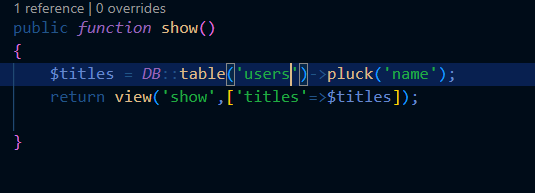 1 reference | 0 overrides
public function show()
{
$titles = DB::table('users')->pluck('name');
return view('show',['titles'=>$titles]);
}